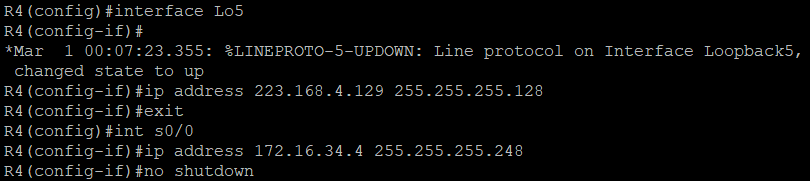 R4(config)#interface Lo5
R4(config-if)#
*Mar  1 00:07:23.355: %LINEPROTO-5-UPDOWN: Line protocol on Interface Loopback5,
 changed state to up
R4(config-if)#ip address 223.168.4.129 255.255.255.128
R4(config-if)#exit
R4(config)#int s0/0
R4(config-if)#ip address 172.16.34.4 255.255.255.248
R4(config-if)#no shutdown